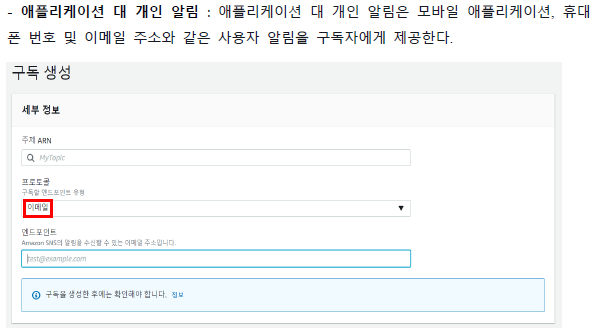 - 애플리케이션 대 개인 알림 : 애플리케이션 대 개인 알림은 모바일 애플리케이션, 휴대
폰 번호 및 이메일 주소와 같은 사용자 알림을 구독자에게 제공한다.
구독 생성
세부 정보
주제 ARN
MyTopic
프로토콜
구독할 엔드포인트 유형
이메일
엔드포인트
Amazon SNS의 알림을 수신할 수 있는 이메일 주소입니다.
test@example.com
구독을 생성한 후에는 확인해야 합니다. 정보